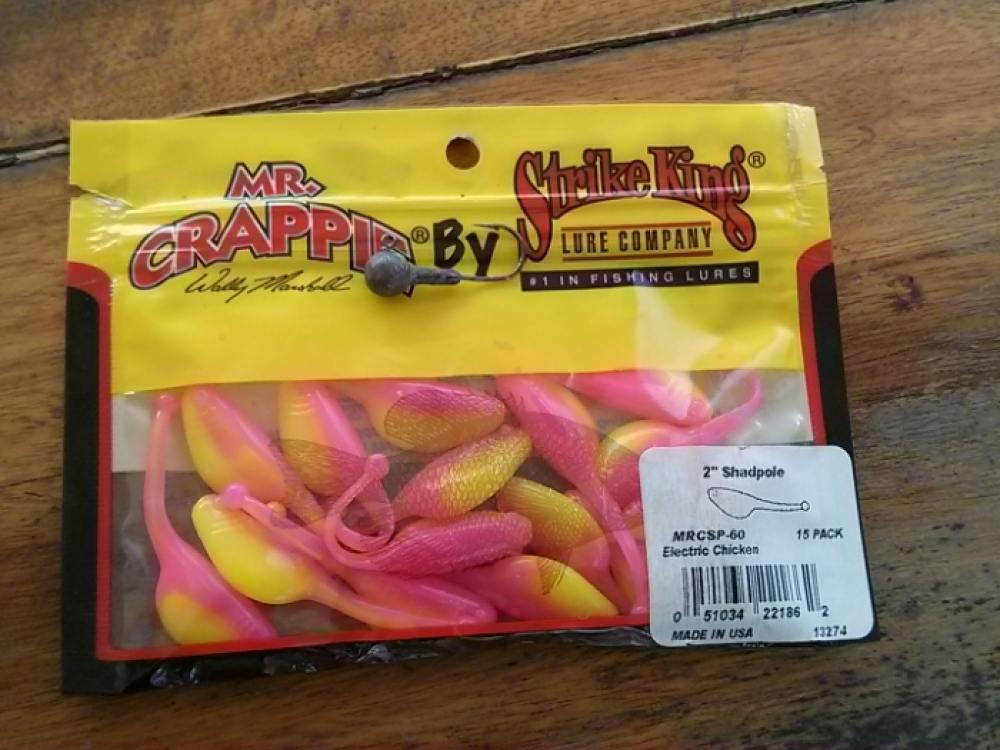 MR.
CRAPPIE®
Wally Marshall
By
Strike King®
LURE COMPANY
#1 IN FISHING LURES
2" Shadpole
MRCSP-60 15 PACK
Electric Chicken
0 51034 22186 2
MADE IN USA 13274